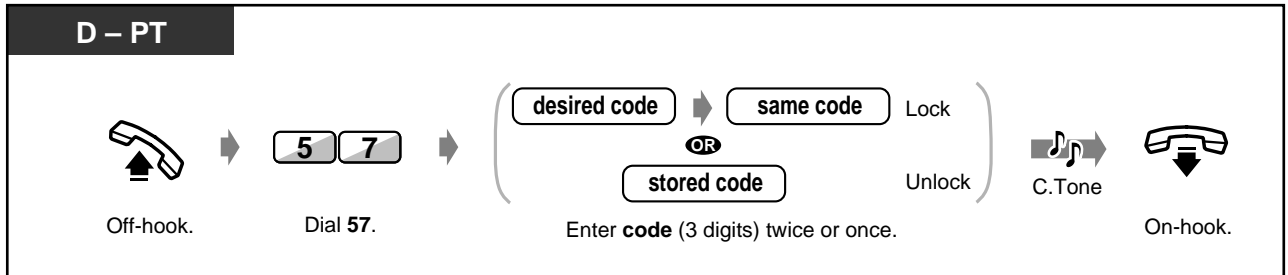 D – PT
desired code same code Lock
OR
5 7
stored code Unlock
C.Tone
Off-hook. Dial 57. Enter code (3 digits) twice or once. On-hook.